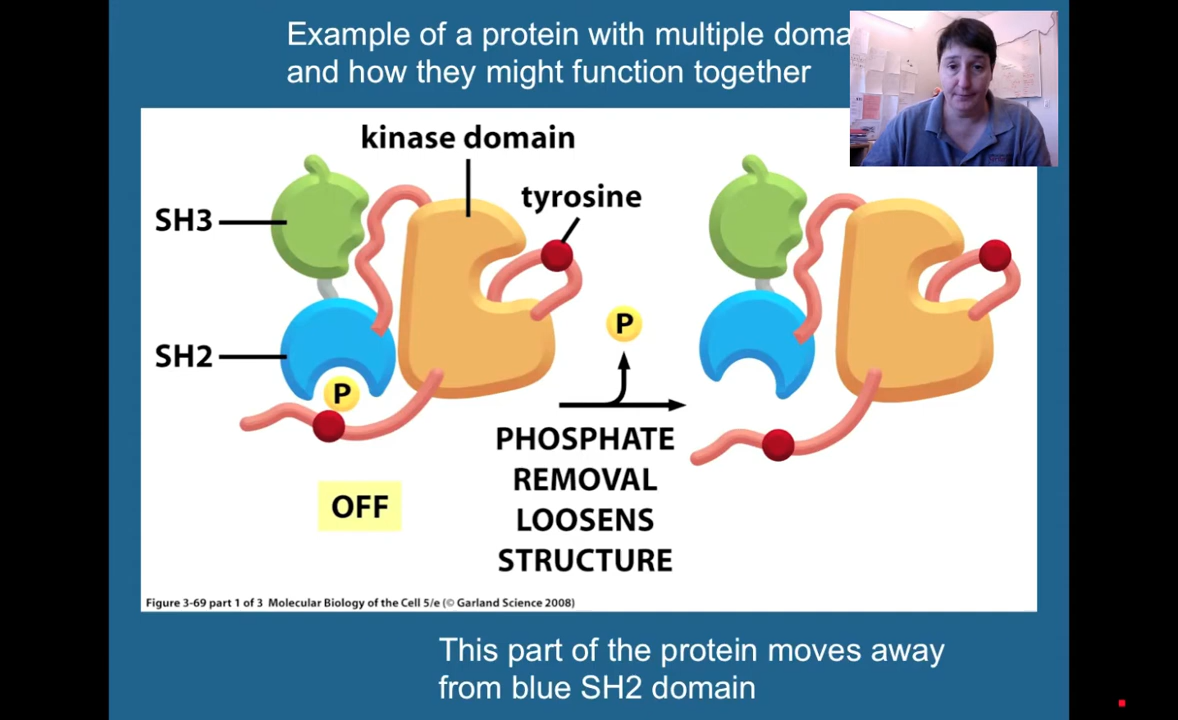 Example of a protein with multiple doma
and how they might function together
kinase domain
tyrosine
SH3
P
SH2
P
PHOSPHATE
REMOVAL
LOOSENS
STRUCTURE
OFF
Figure 3-69 part 1 of 3 Molecular Biology of the Cell 5/e (© Garland Science 2008)
This part of the protein moves away
from blue SH2 domain